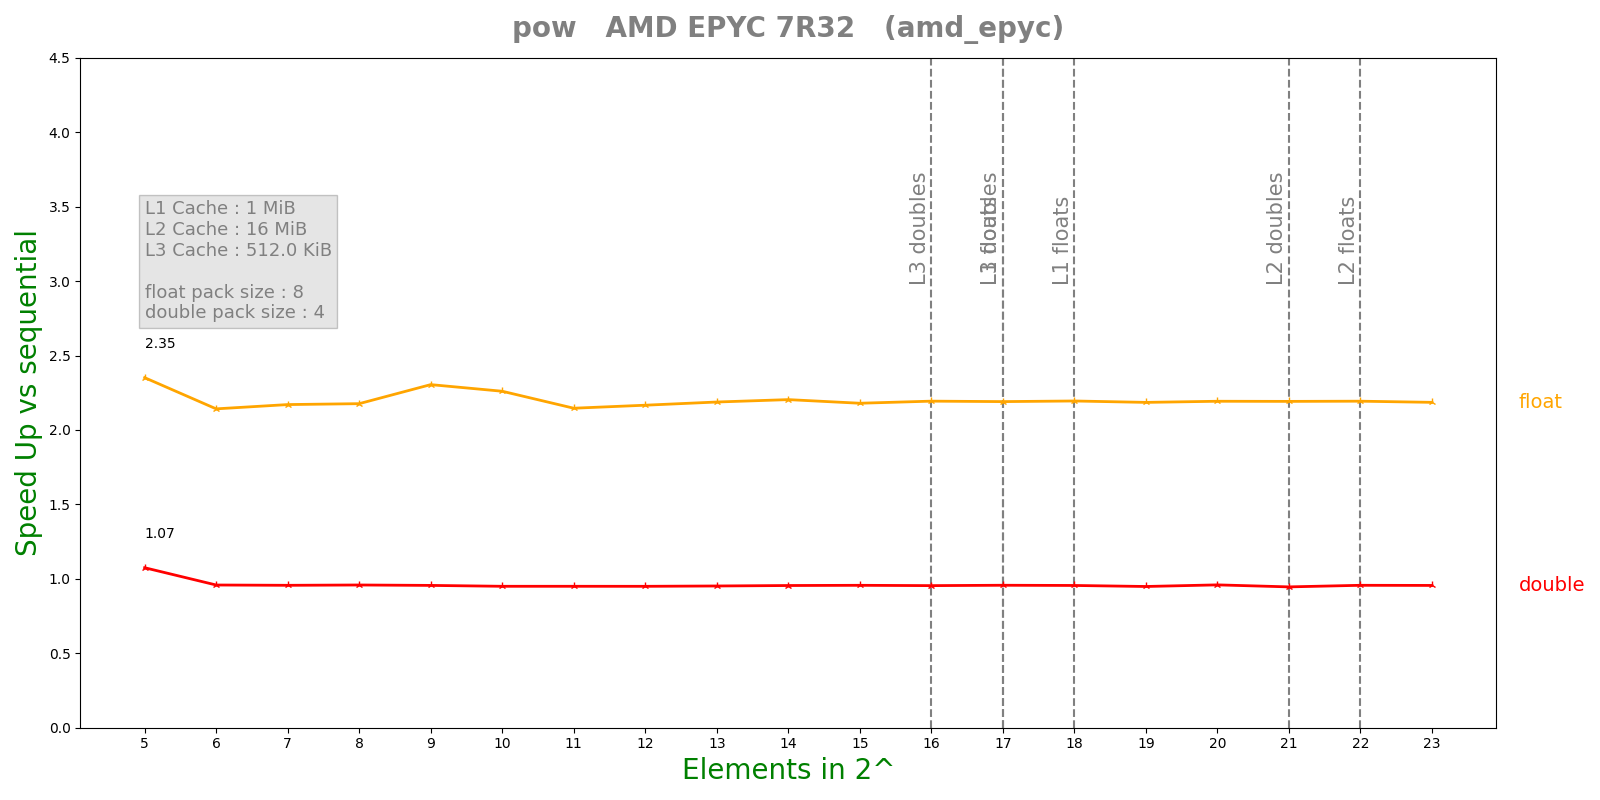 pow AMD EPYC 7R32 (amd_epyc)
Speed Up vs sequential
4.5
4.0
3.5
3.0
2.5
2.0
1.5
1.0
0.5
0.0
L1 Cache : 1 MiB
L2 Cache : 16 MiB
L3 Cache : 512.0 KiB
float pack size : 8
double pack size : 4
2.35
1.07
L3 doubles
L3 floats
L1 doubles
L1 floats
L2 doubles
L2 floats
float
double
5 6 7 8 9 10 11 12 13 14 15 16 17 18 19 20 21 22 23
Elements in 2^